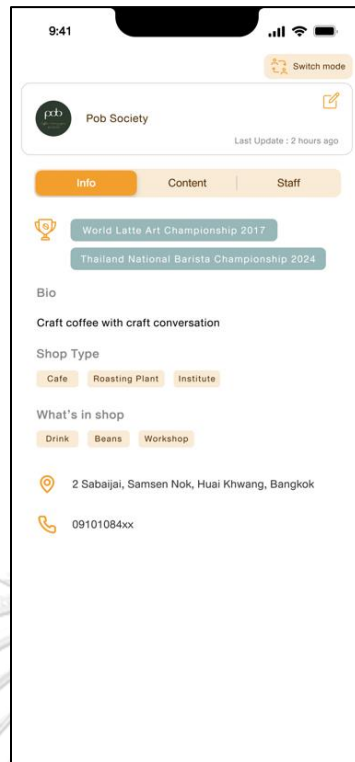 9:41
Switch mode
pob
Pob Society
Last Update : 2 hours ago
Info Content Staff
World Latte Art Championship 2017
Thailand National Barista Championship 2024
Bio
Craft coffee with craft conversation
Shop Type
Cafe Roasting Plant Institute
What's in shop
Drink Beans Workshop
2 Sabaijai, Samsen Nok, Huai Khwang, Bangkok
09101084xx